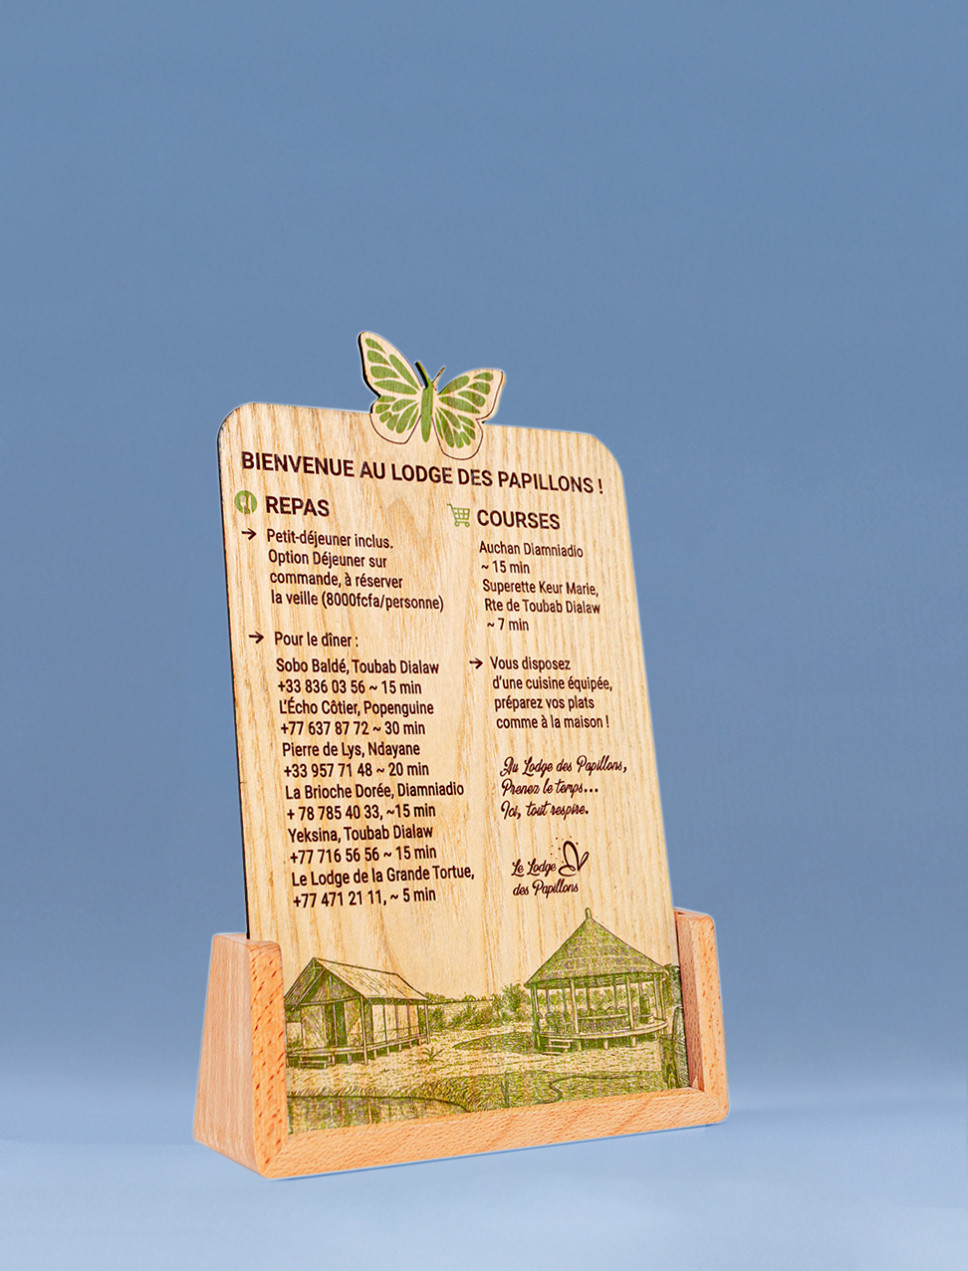 BIENVENUE AU LODGE DES PAPILLONS !
REPAS
→ Petit-déjeuner inclus.
Option Déjeuner sur
commande, à réserver
la veille (8000fcfa/personne)
→ Pour le dîner :
Sobo Baldé, Toubab Dialaw
+33 836 03 56 ~ 15 min
L'Écho Côtier, Popenguine
+77 637 87 72 ~ 30 min
Pierre de Lys, Ndayane
+33 957 71 48 ~ 20 min
La Brioche Dorée, Diamniadio
+ 78 785 40 33, ~15 min
Yeksina, Toubab Dialaw
+77 716 56 56 ~ 15 min
Le Lodge de la Grande Tortue,
+77 471 21 11, ~ 5 min
COURSES
Auchan Diamniadio
~ 15 min
Superette Keur Marie,
Rte de Toubab Dialaw
~ 7 min
→ Vous disposez
d'une cuisine équipée,
préparez vos plats
comme à la maison !
Au Lodge des Papillons,
Prenez le temps...
Ici, tout respire.
Le Lodge
des Papillons